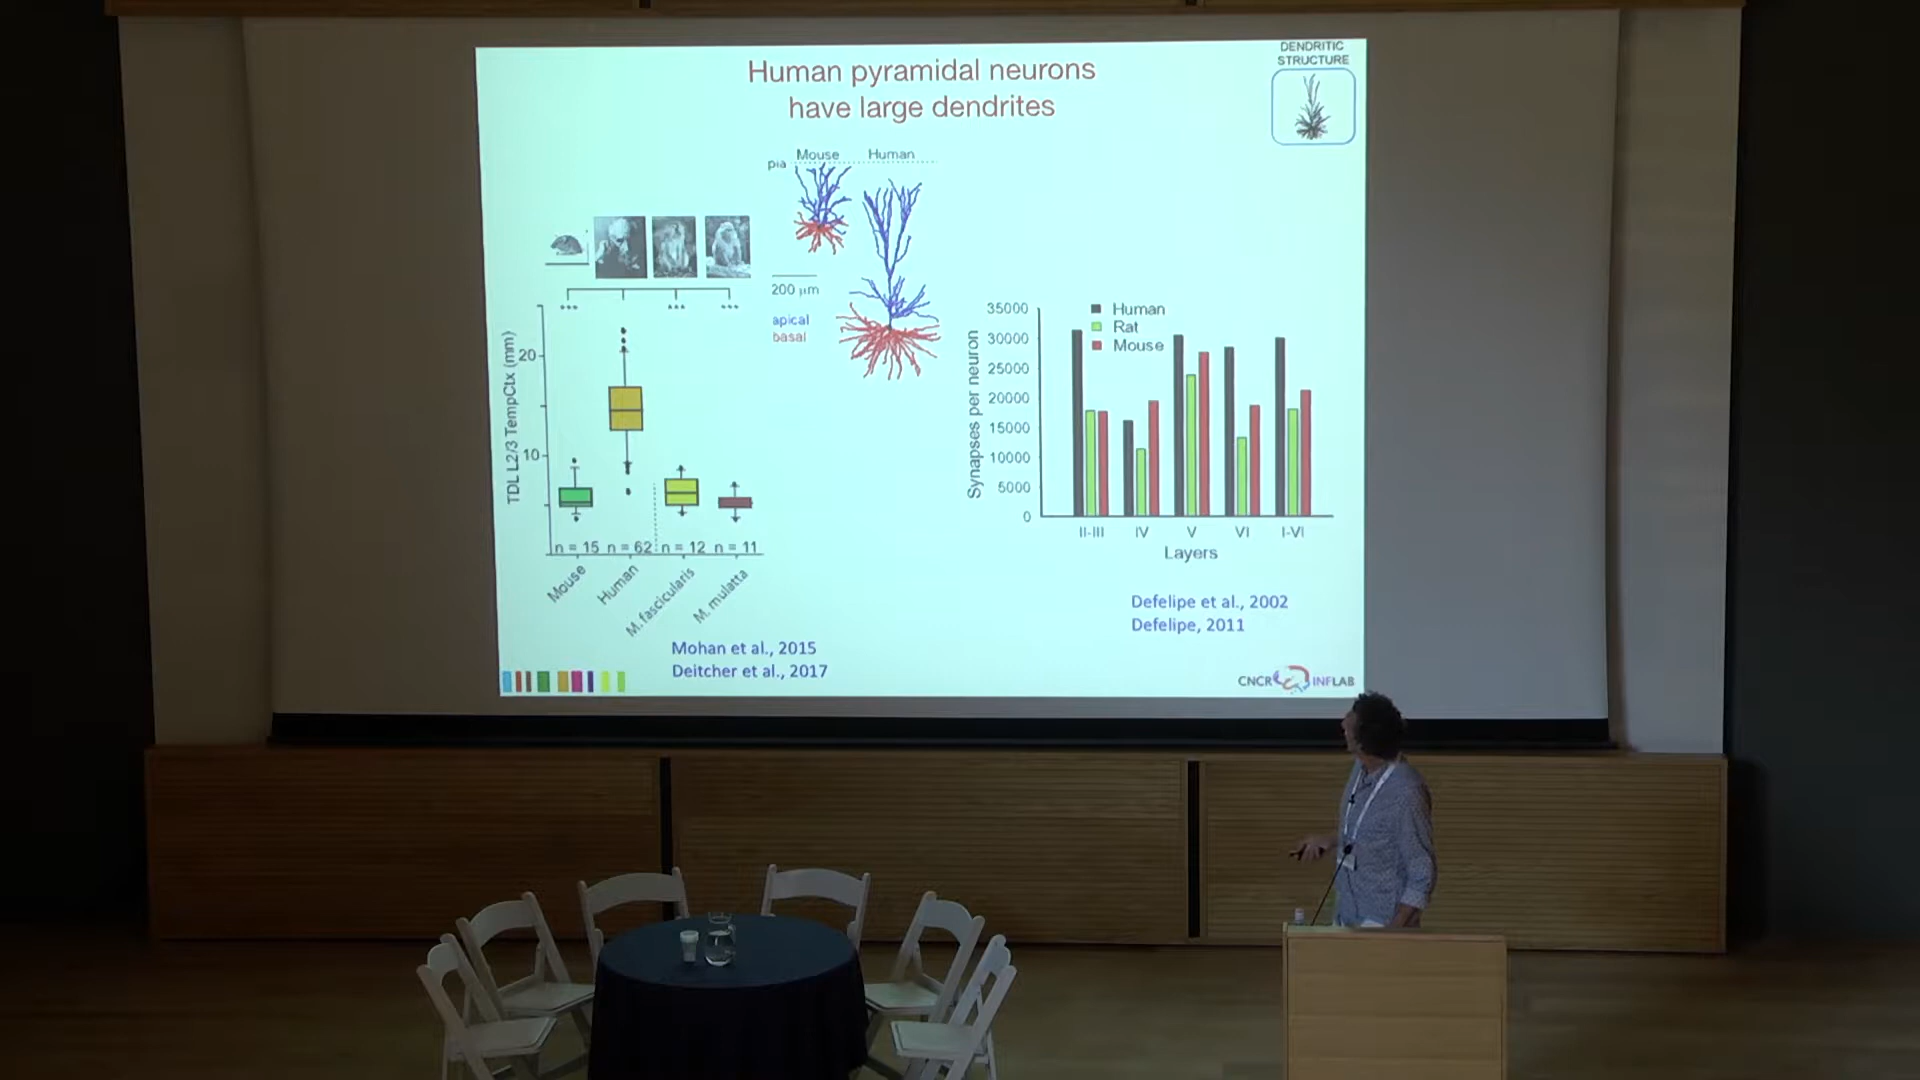 Human pyramidal neurons
have large dendrites
DENDRITIC
STRUCTURE
pia
Mouse
Human
200 µm
apical
basal
***
***
***
TDL L2/3 TempCtx (mm)
20
10
n = 15
n = 62
n = 12
n = 11
Mouse
Human
M. fascicularis
M. mulatta
Mohan et al., 2015
Deitcher et al., 2017
Synapses per neuron
35000
30000
25000
20000
15000
10000
5000
0
Human
Rat
Mouse
II-III
IV
V
VI
I-VI
Layers
Defelipe et al., 2002
Defelipe, 2011
CNCR
INFLAB